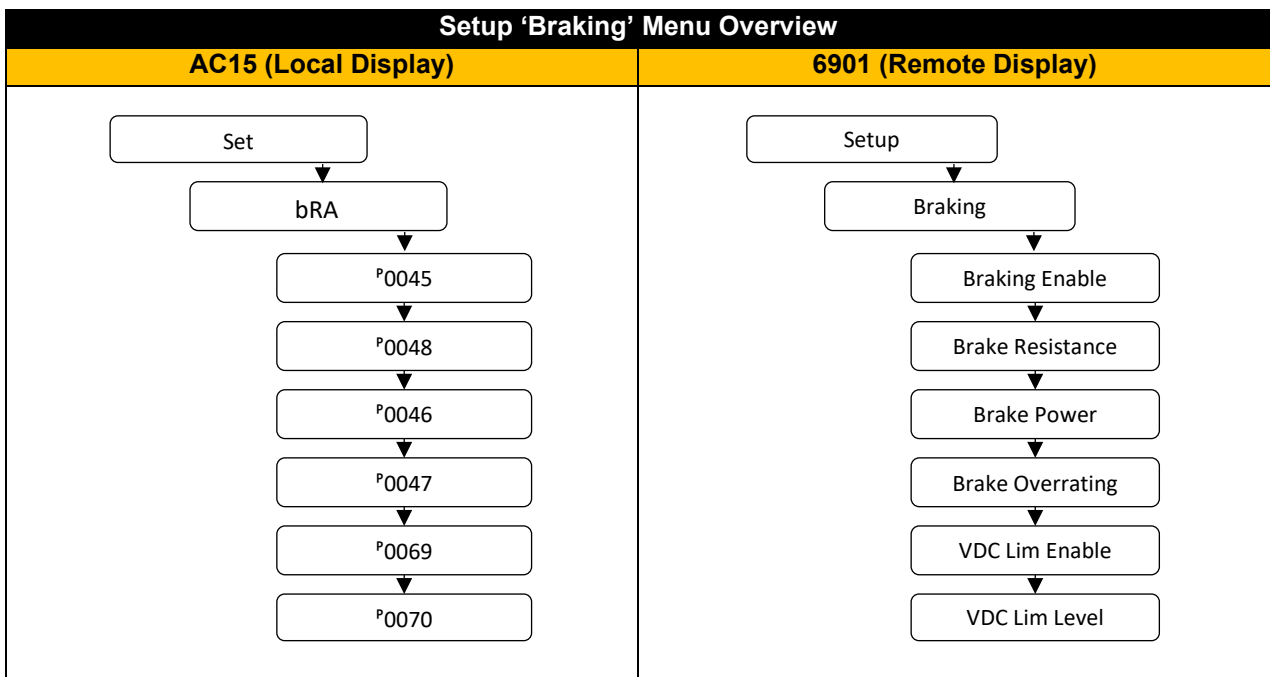 Setup ‘Braking’ Menu Overview
AC15 (Local Display)
6901 (Remote Display)
Set
bRA
ᴾ0045
ᴾ0048
ᴾ0046
ᴾ0047
ᴾ0069
ᴾ0070
Setup
Braking
Braking Enable
Brake Resistance
Brake Power
Brake Overrating
VDC Lim Enable
VDC Lim Level